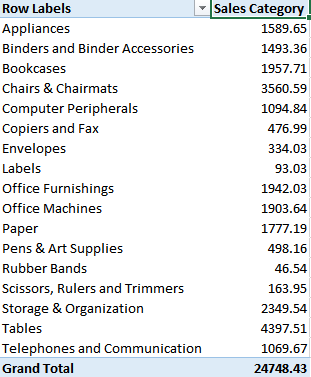 Row Labels Sales Category
Appliances 1589.65
Binders and Binder Accessories 1493.36
Bookcases 1957.71
Chairs & Chairmats 3560.59
Computer Peripherals 1094.84
Copiers and Fax 476.99
Envelopes 334.03
Labels 93.03
Office Furnishings 1942.03
Office Machines 1903.64
Paper 1777.19
Pens & Art Supplies 498.16
Rubber Bands 46.54
Scissors, Rulers and Trimmers 163.95
Storage & Organization 2349.54
Tables 4397.51
Telephones and Communication 1069.67
Grand Total 24748.43